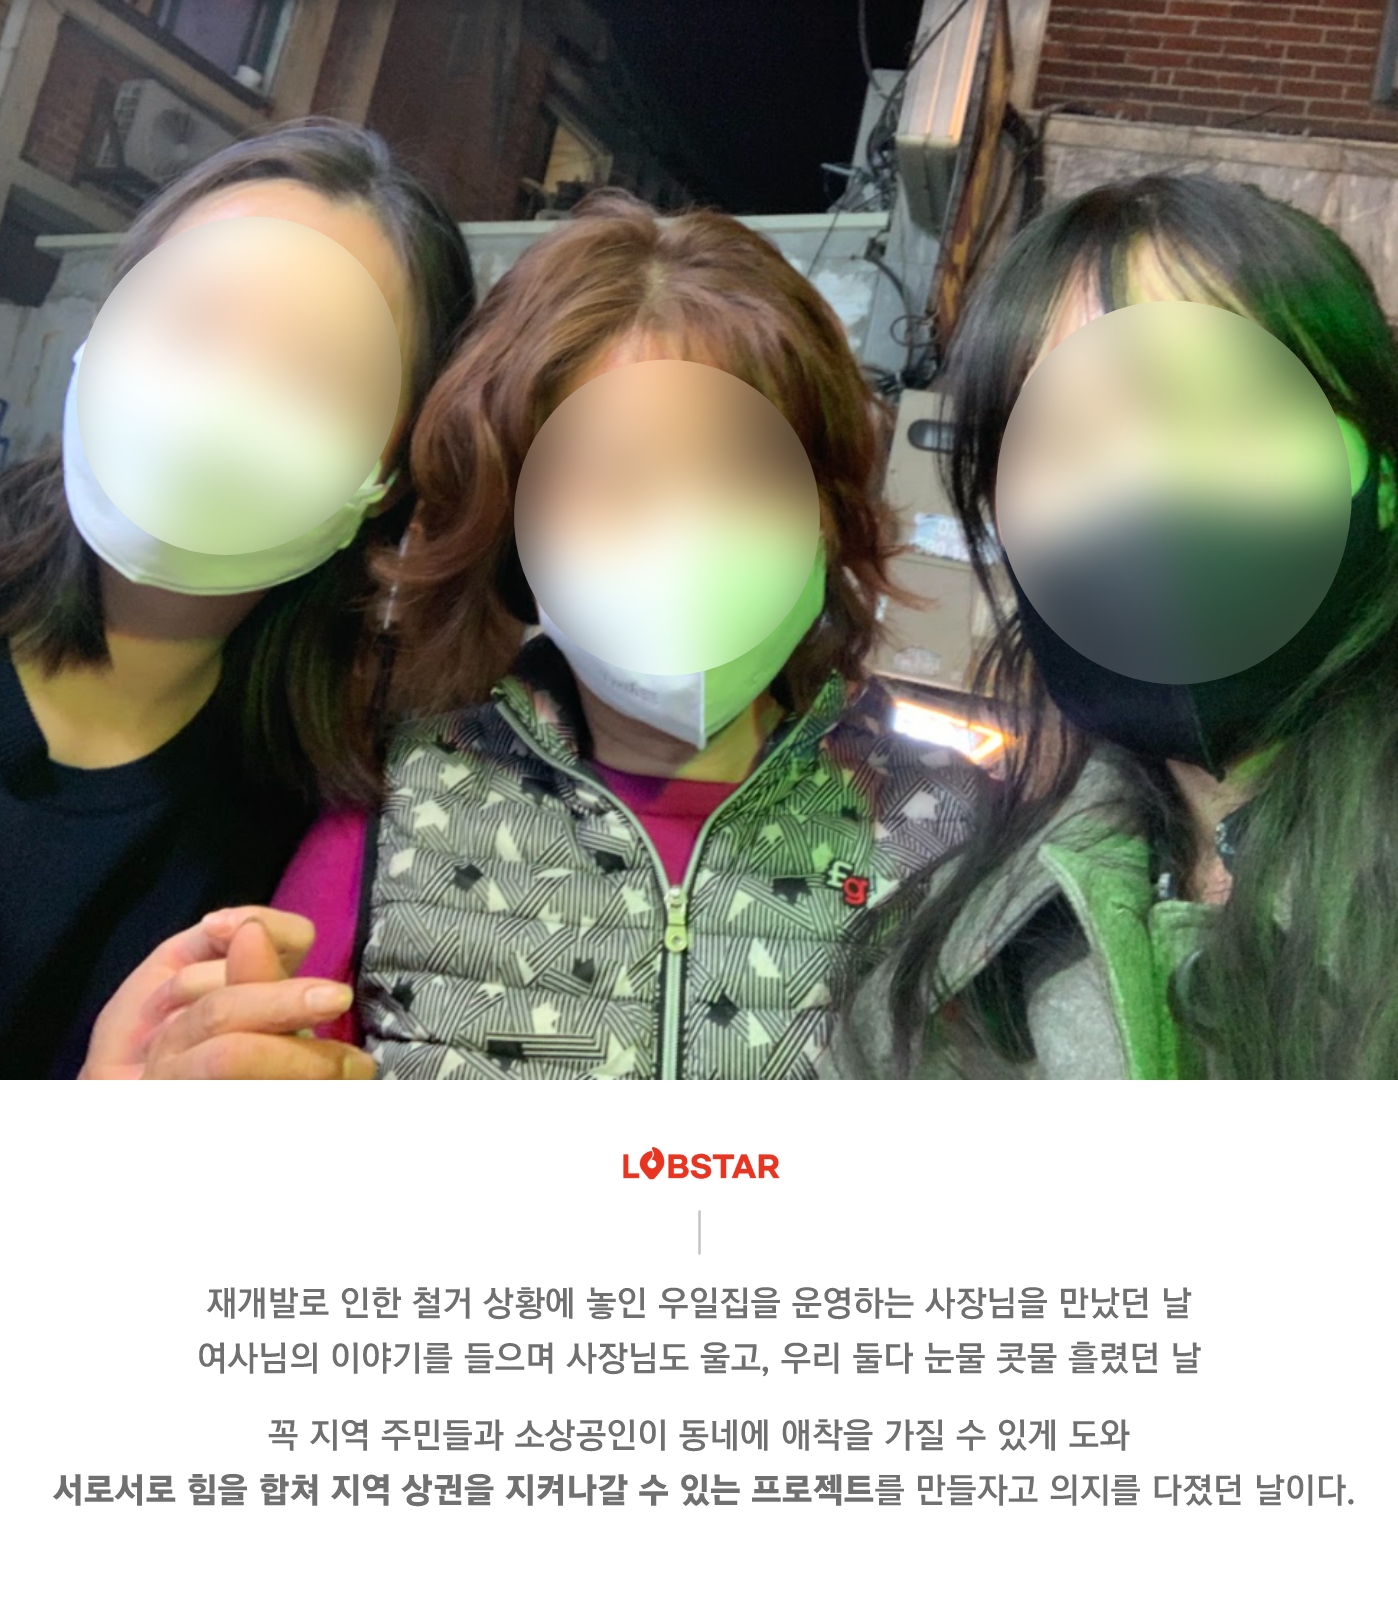 Eg
LOBSTAR
재개발로 인한 철거 상황에 놓인 우일집을 운영하는 사장님을 만났던 날
여사님의 이야기를 들으며 사장님도 울고, 우리 둘다 눈물 콧물 흘렸던 날
꼭 지역 주민들과 소상공인이 동네에 애착을 가질 수 있게 도와
서로서로 힘을 합쳐 지역 상권을 지켜나갈 수 있는 프로젝트를 만들자고 의지를 다졌던 날이다.